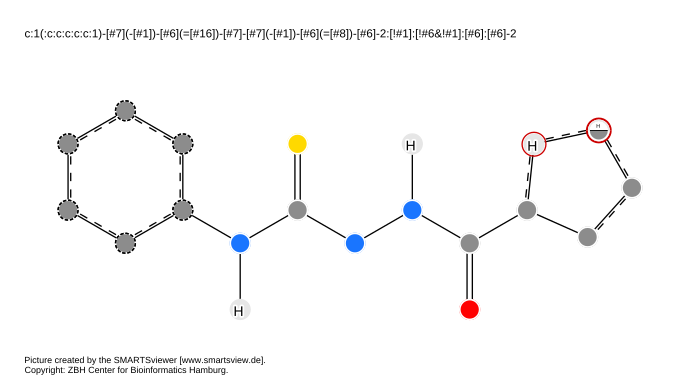 c:1(:c:c:c:c:c:1)-[#7](-[#1])-[#6](=[#16])-[#7]-[#7](-[#1])-[#6](=[#8])-[#6]-2:[!#1]:[!#6&!#1]:[#6]:[#6]-2
H
H H
H
H
Picture created by the SMARTSviewer [www.smartsview.de].
Copyright: ZBH Center for Bioinformatics Hamburg.